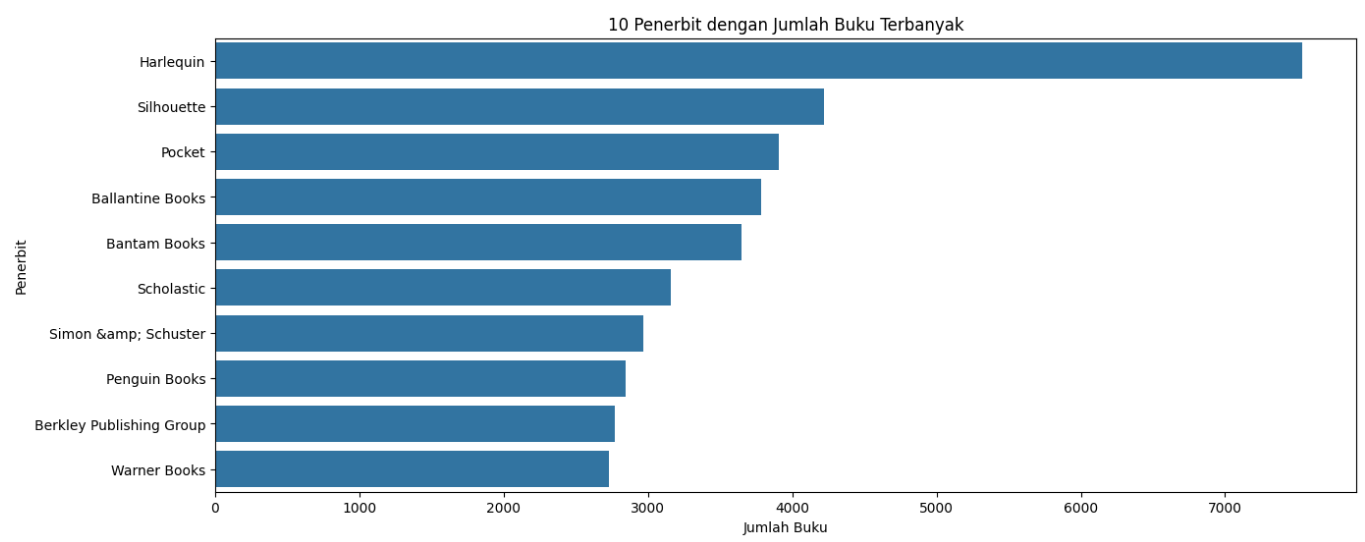 10 Penerbit dengan Jumlah Buku Terbanyak
Penerbit
Harlequin
Silhouette
Pocket
Ballantine Books
Bantam Books
Scholastic
Simon &amp; Schuster
Penguin Books
Berkley Publishing Group
Warner Books
0 1000 2000 3000 4000 5000 6000 7000
Jumlah Buku